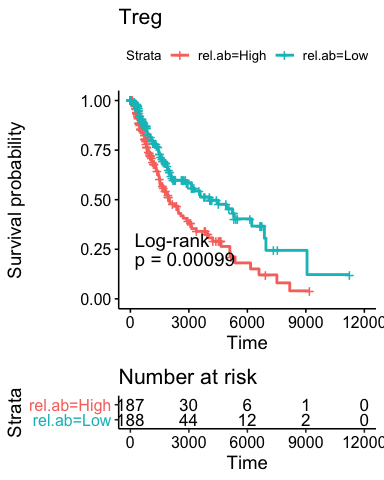 Treg
Strata rel.ab=High rel.ab=Low
Survival probability
1.00
0.75
0.50
0.25
0.00
Log-rank
p = 0.00099
0 3000 6000 9000 12000
Time
Number at risk
Strata
rel.ab=High 187 30 6 1 0
rel.ab=Low 188 44 12 2 0
0 3000 6000 9000 12000
Time